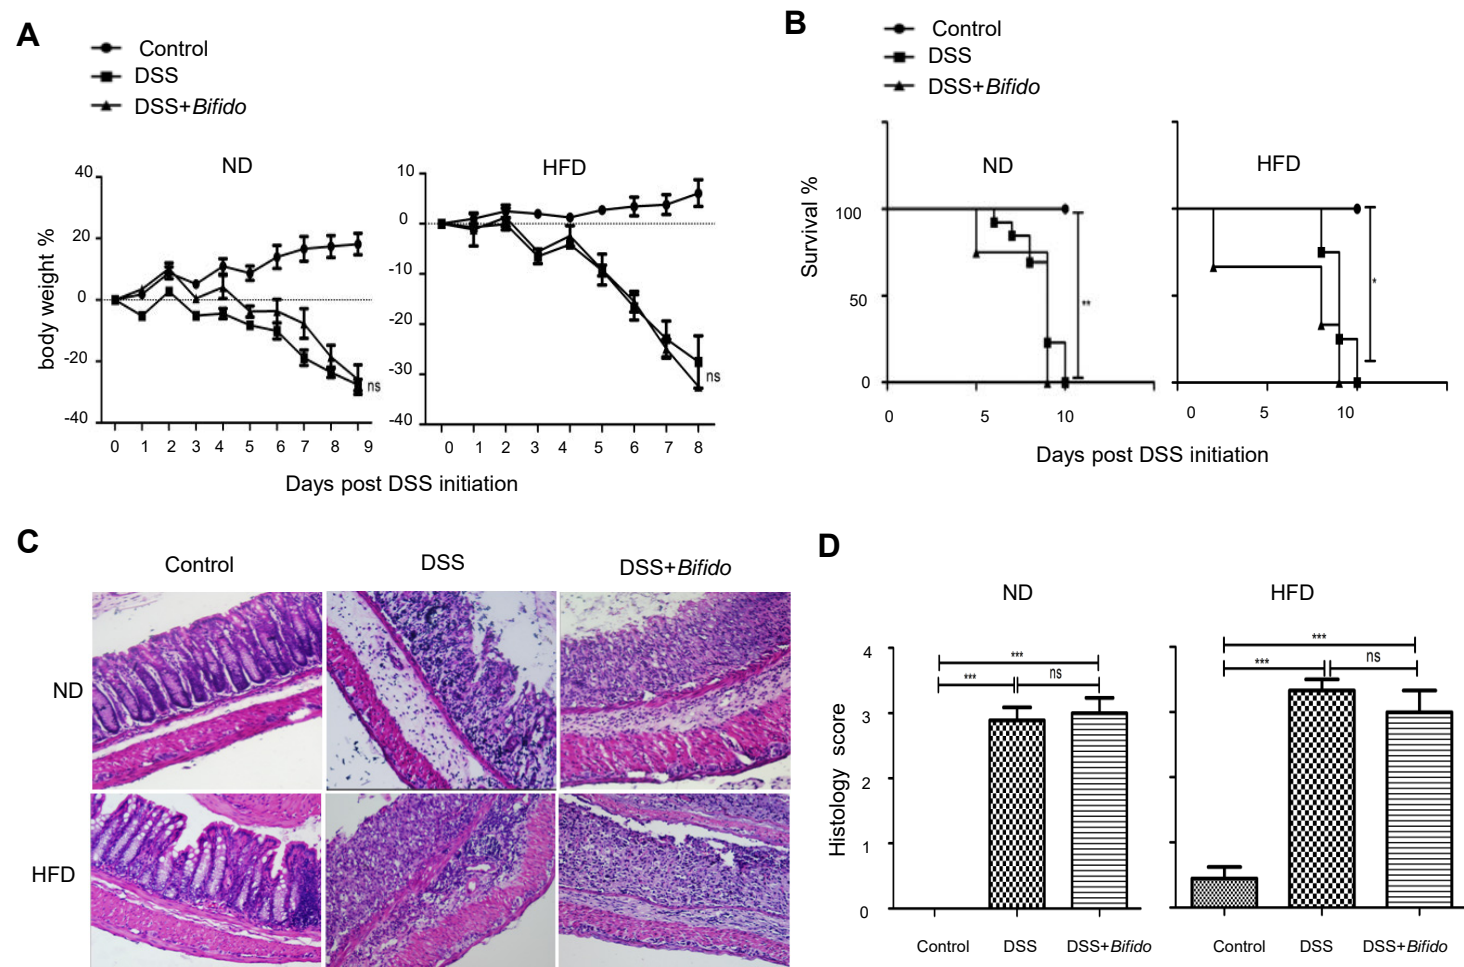 A
Control
DSS
DSS+Bifido
ND
HFD
body weight %
40
20
0
-20
-40
ns
0 1 2 3 4 5 6 7 8 9
10
0
-10
-20
-30
-40
ns
0 1 2 3 4 5 6 7 8
Days post DSS initiation
B
Control
DSS
DSS+Bifido
ND
HFD
Survival %
100
50
0
**
*
0 5 10
0 5 10
Days post DSS initiation
C
Control
DSS
DSS+Bifido
ND
HFD
D
ND
HFD
Histology score
4
3
2
1
0
***
***
ns
***
***
ns
Control DSS DSS+Bifido
Control DSS DSS+Bifido